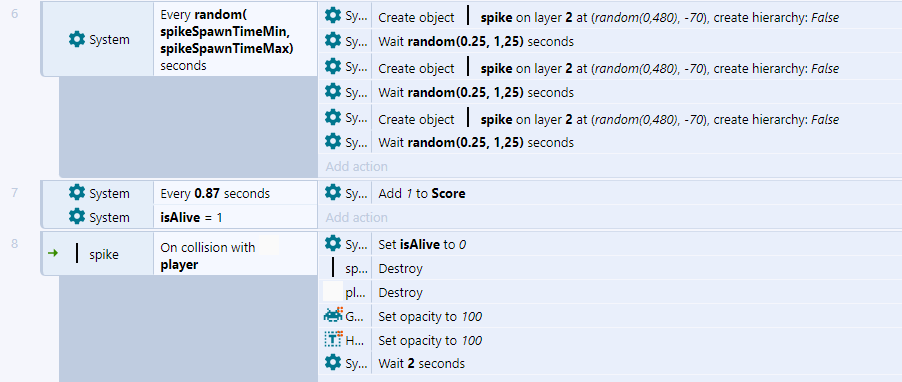 6
System
Every random(
spikeSpawnTimeMin,
spikeSpawnTimeMax)
seconds
Sy... Create object spike on layer 2 at (random(0,480), -70), create hierarchy: False
Sy... Wait random(0.25, 1,25) seconds
Sy... Create object spike on layer 2 at (random(0,480), -70), create hierarchy: False
Sy... Wait random(0.25, 1,25) seconds
Sy... Create object spike on layer 2 at (random(0,480), -70), create hierarchy: False
Sy... Wait random(0.25, 1,25) seconds
Add action
7
System Every 0.87 seconds
Sy... Add 1 to Score
System isAlive = 1
Add action
8
spike
On collision with
player
Sy... Set isAlive to 0
sp... Destroy
pl... Destroy
G... Set opacity to 100
H... Set opacity to 100
Sy... Wait 2 seconds